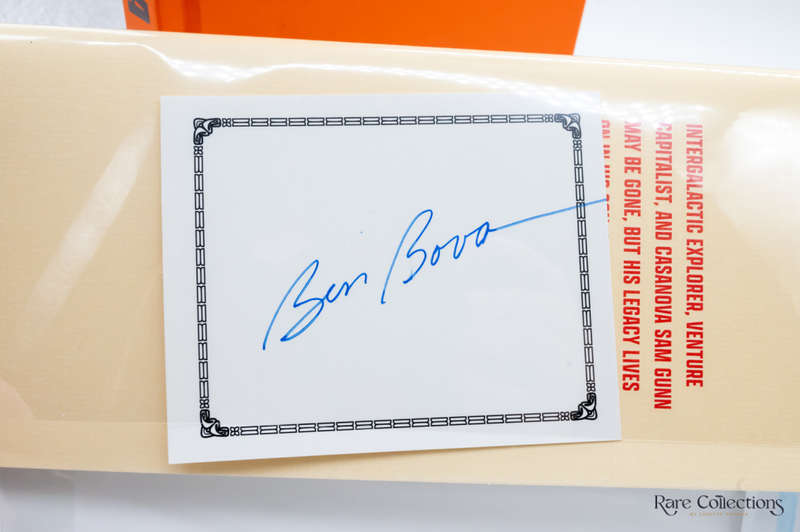 Ben Bova
INTERGALACTIC EXPLORER, VENTURE
CAPITALIST, AND CASANOVA SAM GUNN
MAY BE GONE, BUT HIS LEGACY LIVES
Rare Collections